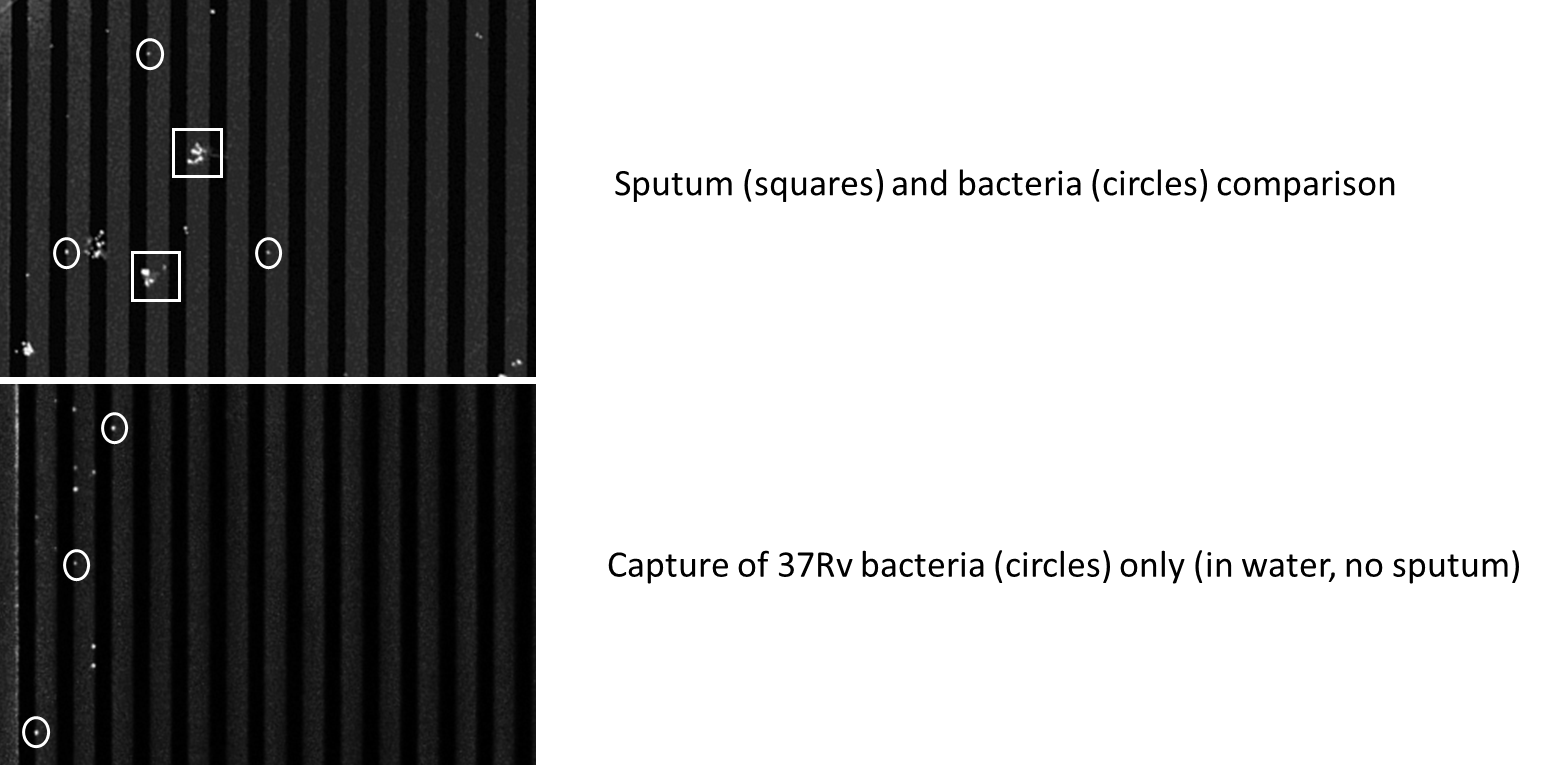 Sputum (squares) and bacteria (circles) comparison
Capture of 37Rv bacteria (circles) only (in water, no sputum)